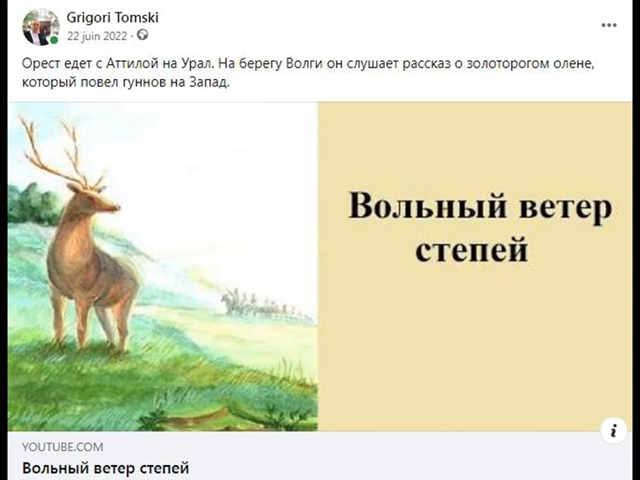 Grigori Tomski
22 juin 2022 ·
Орест едет с Аттилой на Урал. На берегу Волги он слушает рассказ о золоторогом олене,
который повел гуннов на Запад.
Вольный ветер
степей
YOUTUBE.COM
Вольный ветер степей